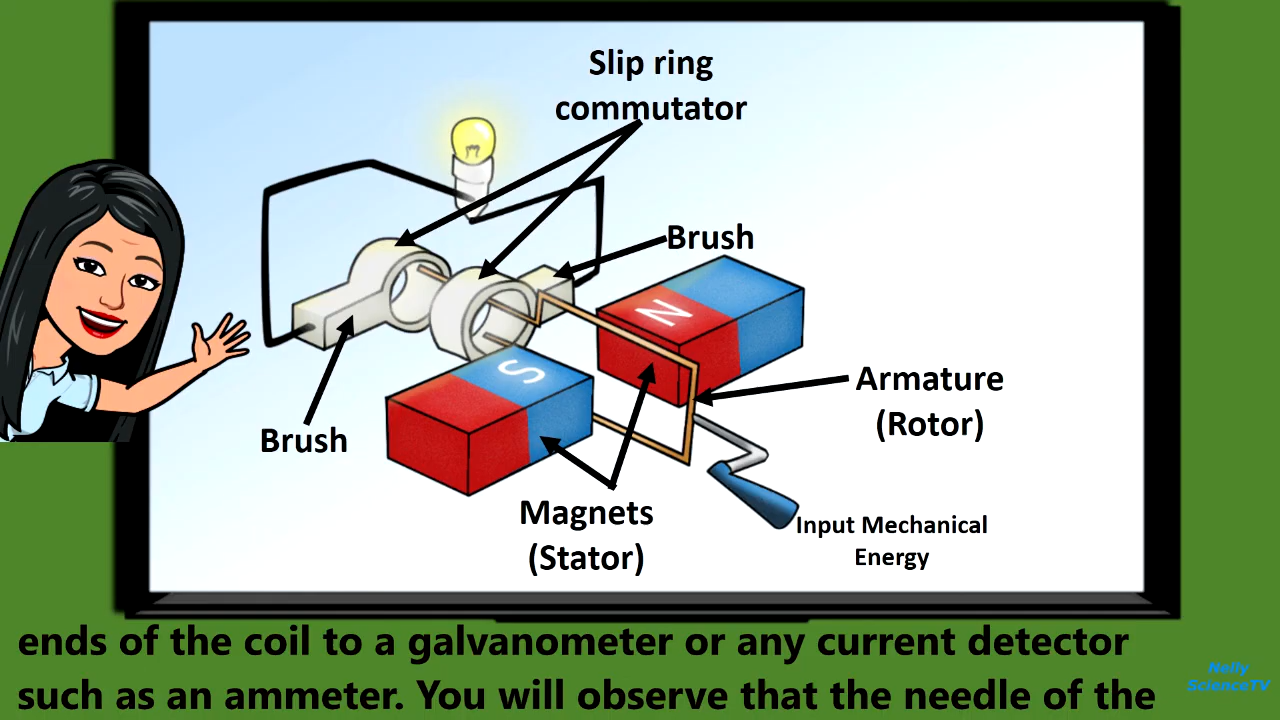 Slip ring
commutator
Brush
N
S
Armature
(Rotor)
Brush
Magnets
(Stator)
Input Mechanical
Energy
ends of the coil to a galvanometer or any current detector
such as an ammeter. You will observe that the needle of the
Nelly
ScienceTV